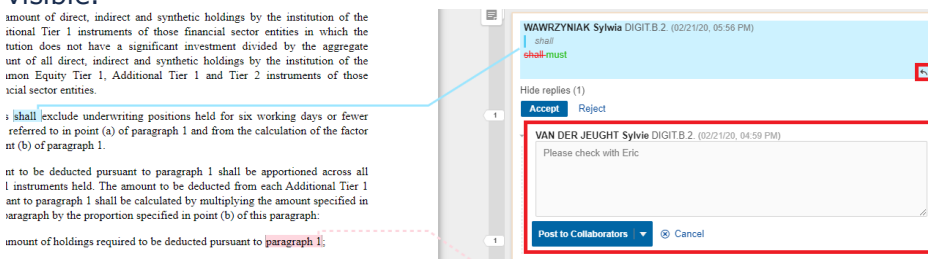 visible.
amount of direct, indirect and synthetic holdings by the institution of the
itional Tier 1 instruments of those financial sector entities in which the
tution does not have a significant investment divided by the aggregate
unt of all direct, indirect and synthetic holdings by the institution of the
mon Equity Tier 1, Additional Tier 1 and Tier 2 instruments of those
ncial sector entities.
s shall exclude underwriting positions held for six working days or fewer
referred to in point (a) of paragraph 1 and from the calculation of the factor
nt (b) of paragraph 1.
nt to be deducted pursuant to paragraph 1 shall be apportioned across all
l instruments held. The amount to be deducted from each Additional Tier 1
ant to paragraph 1 shall be calculated by multiplying the amount specified in
paragraph by the proportion specified in point (b) of this paragraph:
amount of holdings required to be deducted pursuant to paragraph 1;
1
1
WAWRZYNIAK Sylwia DIGIT.B.2. (02/21/20, 05:56 PM)
shall
shall must
Hide replies (1)
Accept Reject
VAN DER JEUGHT Sylvie DIGIT.B.2. (02/21/20, 04:59 PM)
Please check with Eric
Post to Collaborators Cancel